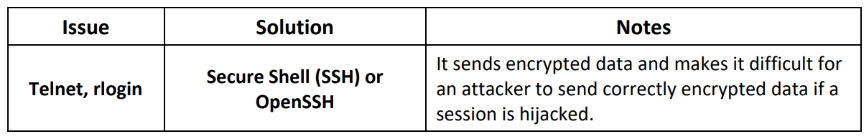 Issue Solution Notes
Telnet, rlogin
Secure Shell (SSH) or
OpenSSH
It sends encrypted data and makes it difficult for
an attacker to send correctly encrypted data if a
session is hijacked.